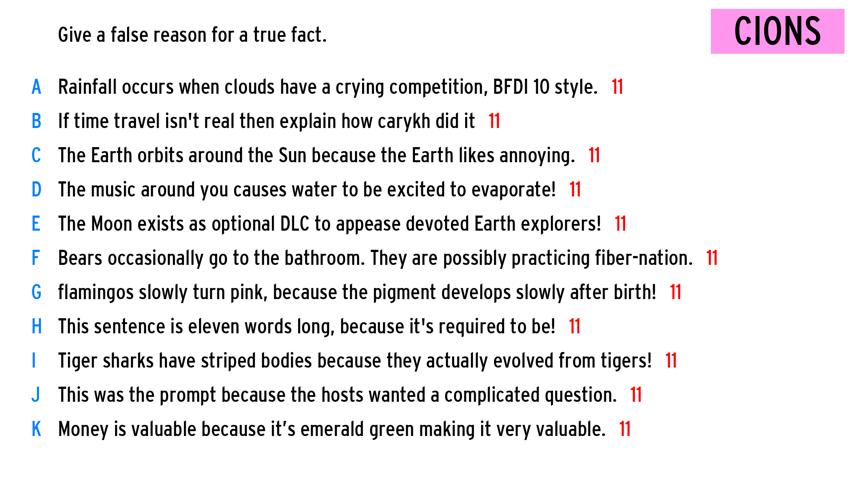 Give a false reason for a true fact.
CIONS
A Rainfall occurs when clouds have a crying competition, BFDI 10 style. 11
B If time travel isn't real then explain how carykh did it 11
C The Earth orbits around the Sun because the Earth likes annoying. 11
D The music around you causes water to be excited to evaporate! 11
E The Moon exists as optional DLC to appease devoted Earth explorers! 11
F Bears occasionally go to the bathroom. They are possibly practicing fiber-nation. 11
G flamingos slowly turn pink, because the pigment develops slowly after birth! 11
H This sentence is eleven words long, because it's required to be! 11
I Tiger sharks have striped bodies because they actually evolved from tigers! 11
J This was the prompt because the hosts wanted a complicated question. 11
K Money is valuable because it’s emerald green making it very valuable. 11